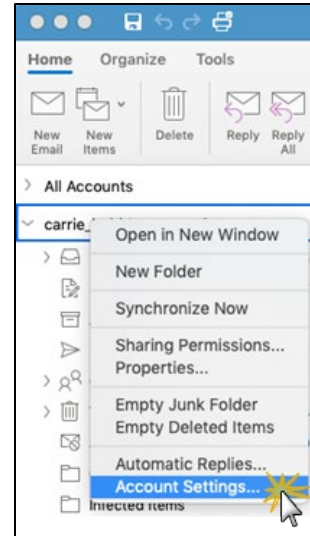 Home Organize Tools
New Email
New Items
Delete
Reply
Reply All
All Accounts
carrie_
Open in New Window
New Folder
Synchronize Now
Sharing Permissions...
Properties...
Empty Junk Folder
Empty Deleted Items
Automatic Replies...
Account Settings...
Infected Items